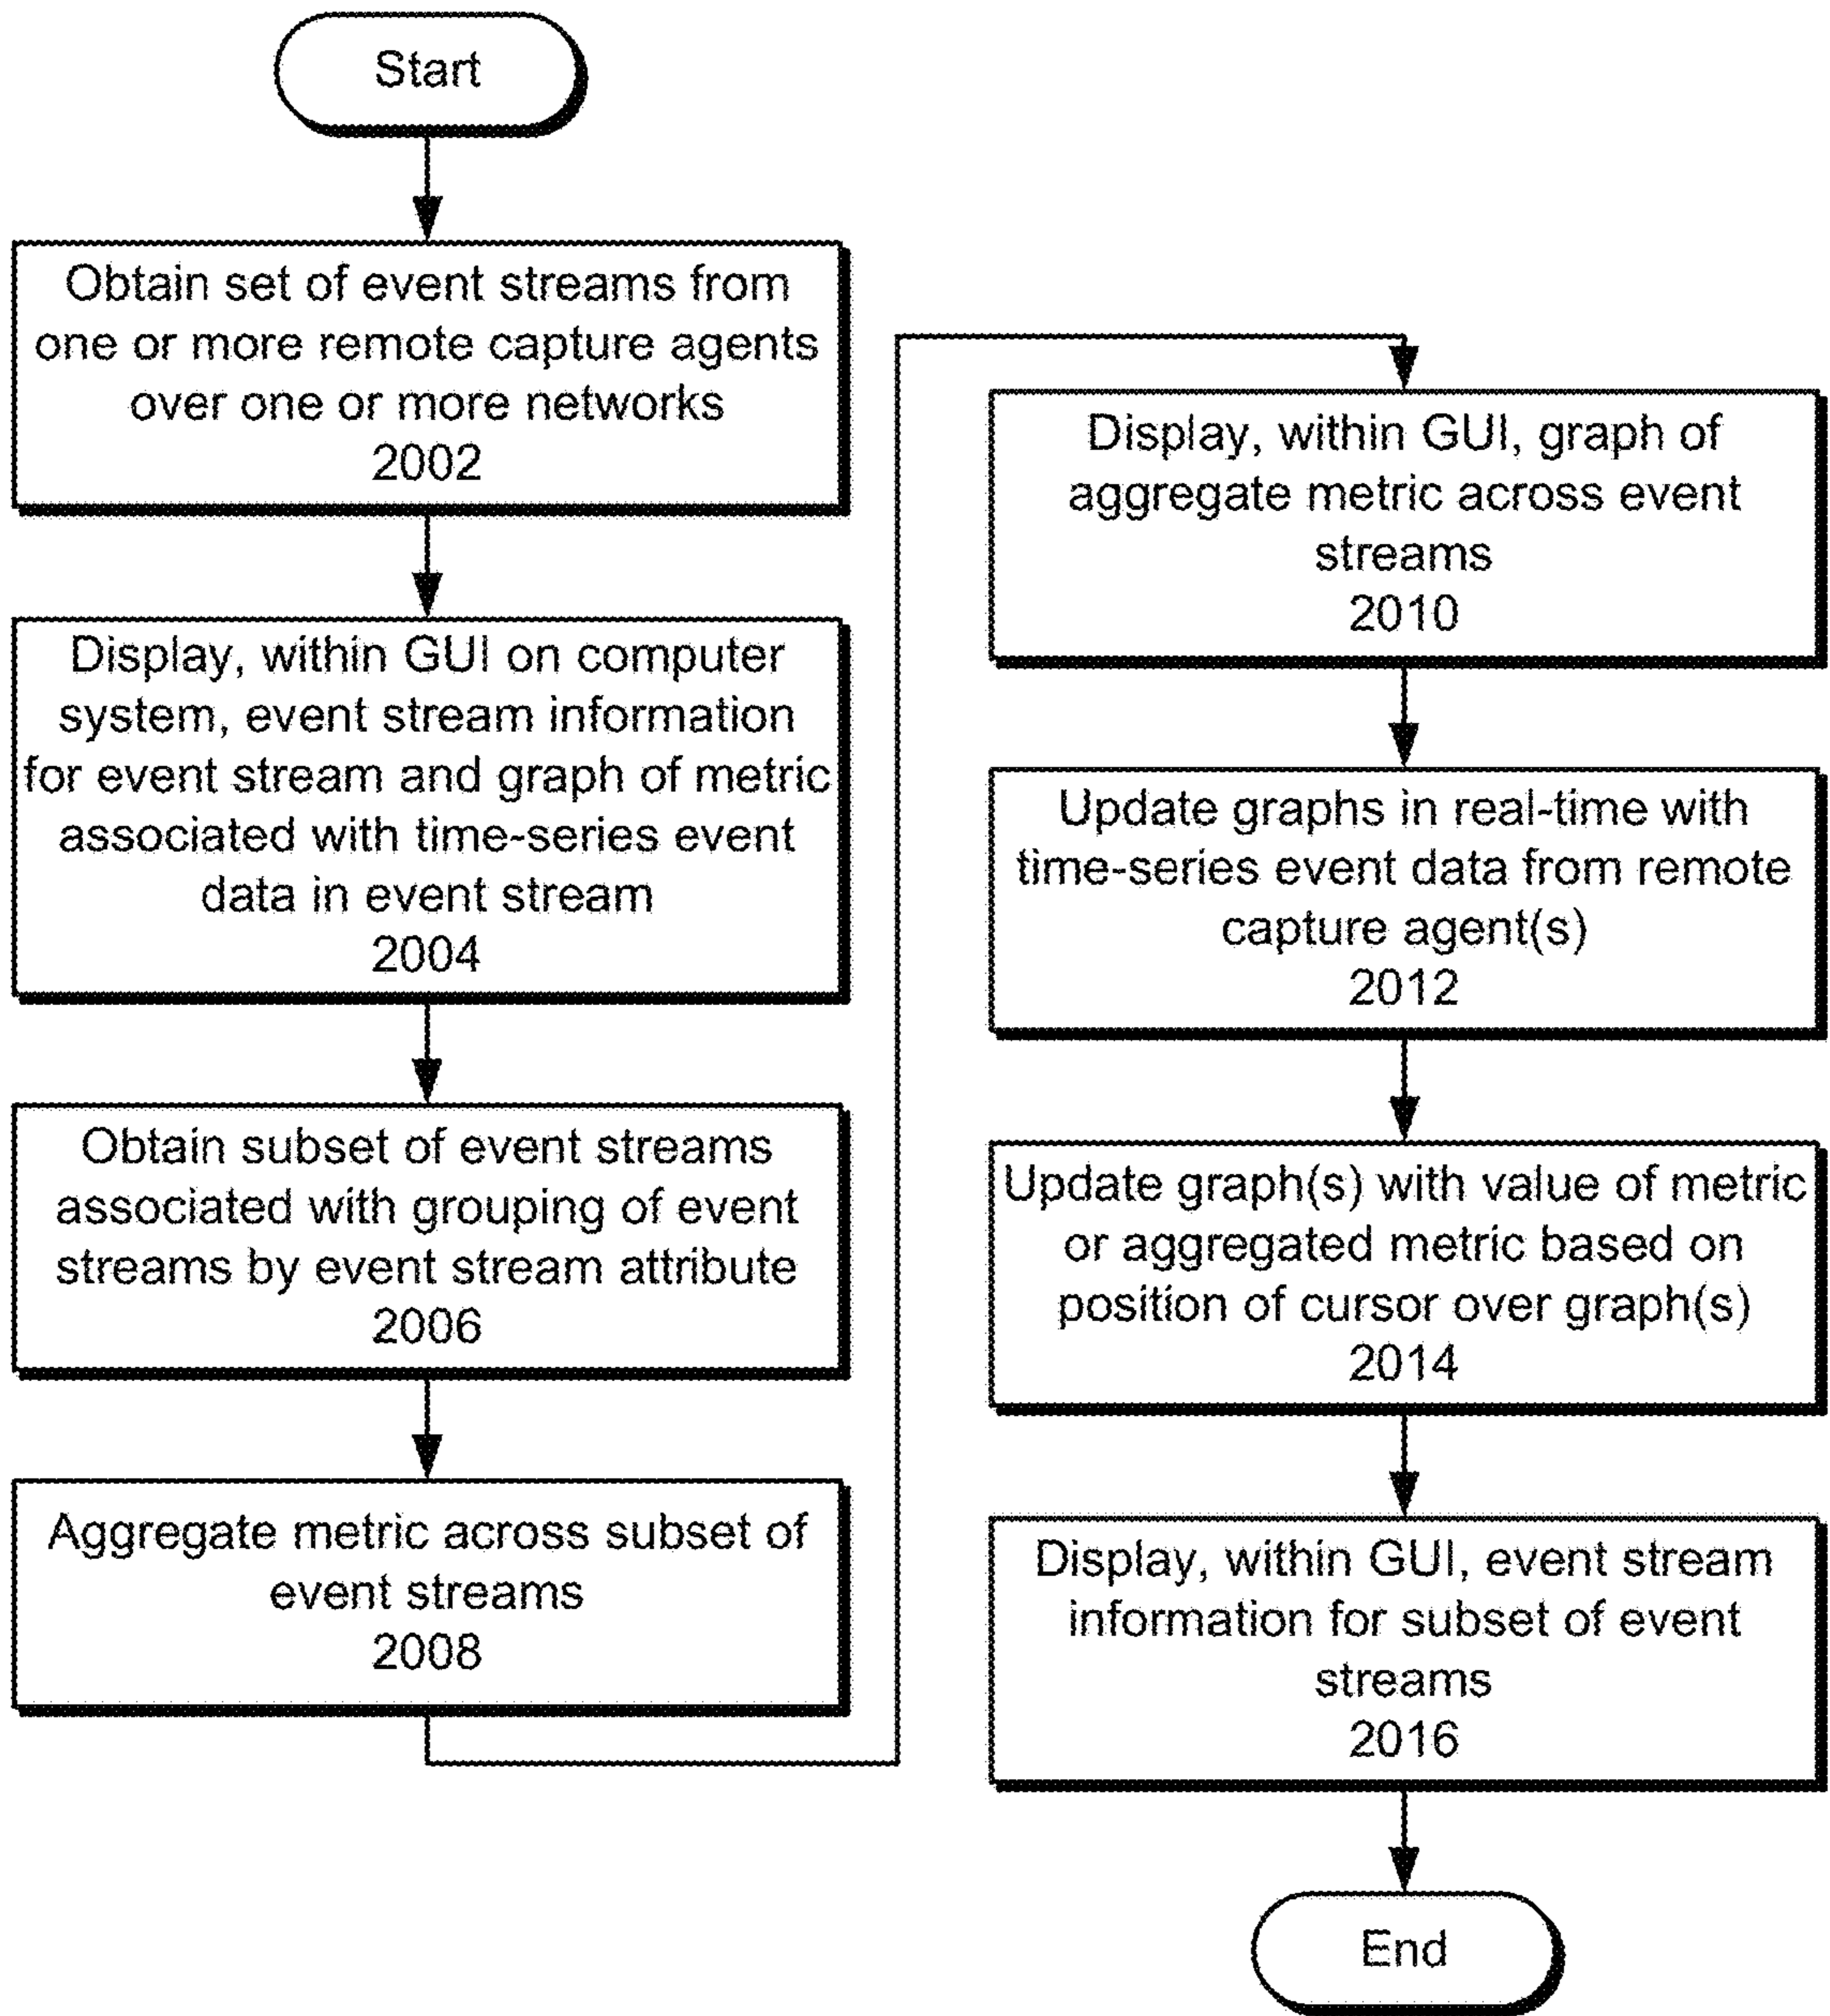 Start
Obtain set of event streams from
one or more remote capture agents
over one or more networks
2002
Display, within GUI on computer
system, event stream information
for event stream and graph of metric
associated with time-series event
data in event stream
2004
Obtain subset of event streams
associated with grouping of event
streams by event stream attribute
2006
Aggregate metric across subset of
event streams
2008
Display, within GUI, graph of
aggregate metric across event
streams
2010
Update graphs in real-time with
time-series event data from remote
capture agent(s)
2012
Update graph(s) with value of metric
or aggregated metric based on
position of cursor over graph(s)
2014
Display, within GUI, event stream
information for subset of event
streams
2016
End